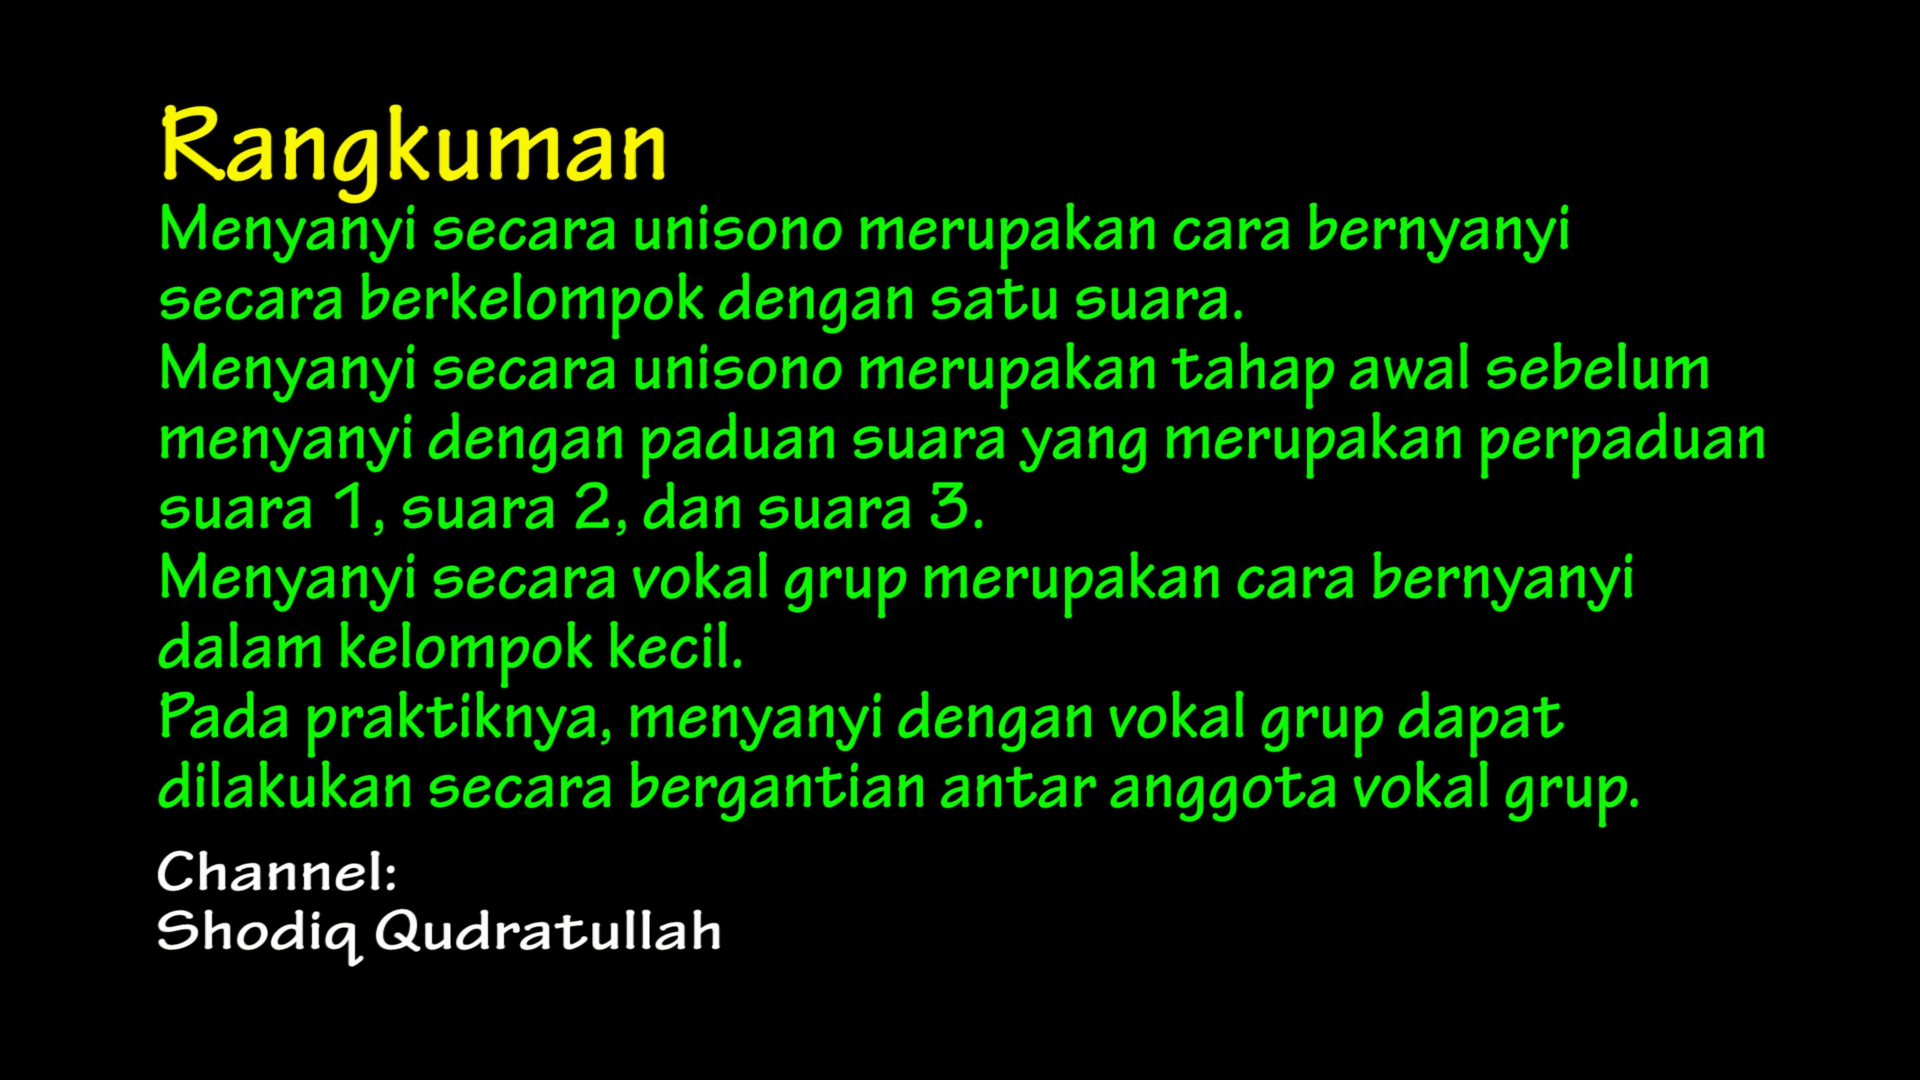 Rangkuman
Menyanyi secara unisono merupakan cara bernyanyi
secara berkelompok dengan satu suara.
Menyanyi secara unisono merupakan tahap awal sebelum
menyanyi dengan paduan suara yang merupakan perpaduan
suara 1, suara 2, dan suara 3.
Menyanyi secara vokal grup merupakan cara bernyanyi
dalam kelompok kecil.
Pada praktiknya, menyanyi dengan vokal grup dapat
dilakukan secara bergantian antar anggota vokal grup.
Channel:
Shodiq Qudratullah